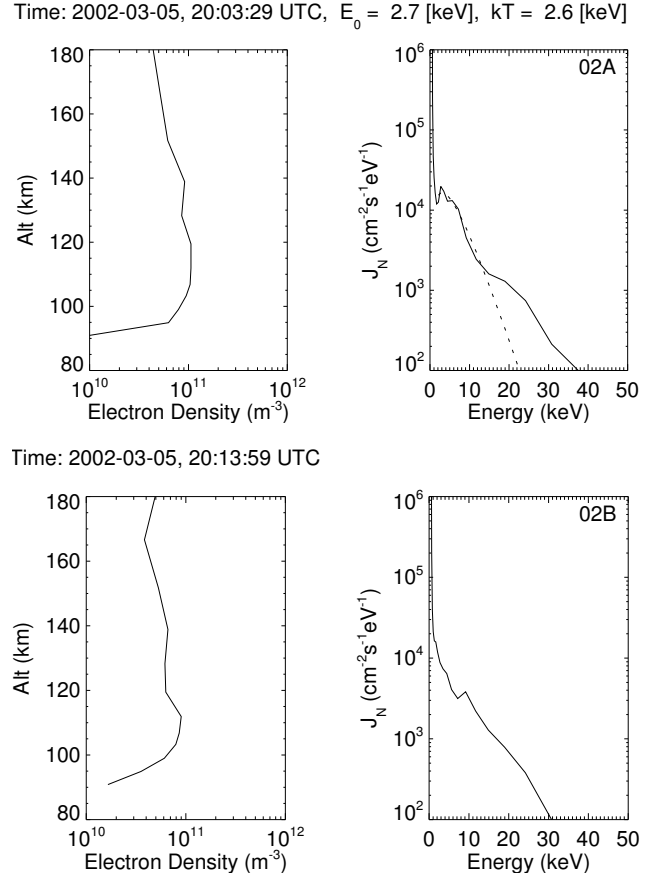 Time: 2002-03-05, 20:03:29 UTC, E_0 = 2.7 [keV], kT = 2.6 [keV]
180
160
140
120
100
80
Alt (km)
10^10 10^11 10^12
Electron Density (m^-3)
02A
10^6
10^5
10^4
10^3
10^2
J_N (cm^-2s^-1eV^-1)
0 10 20 30 40 50
Energy (keV)
Time: 2002-03-05, 20:13:59 UTC
180
160
140
120
100
80
Alt (km)
10^10 10^11 10^12
Electron Density (m^-3)
02B
10^6
10^5
10^4
10^3
10^2
J_N (cm^-2s^-1eV^-1)
0 10 20 30 40 50
Energy (keV)